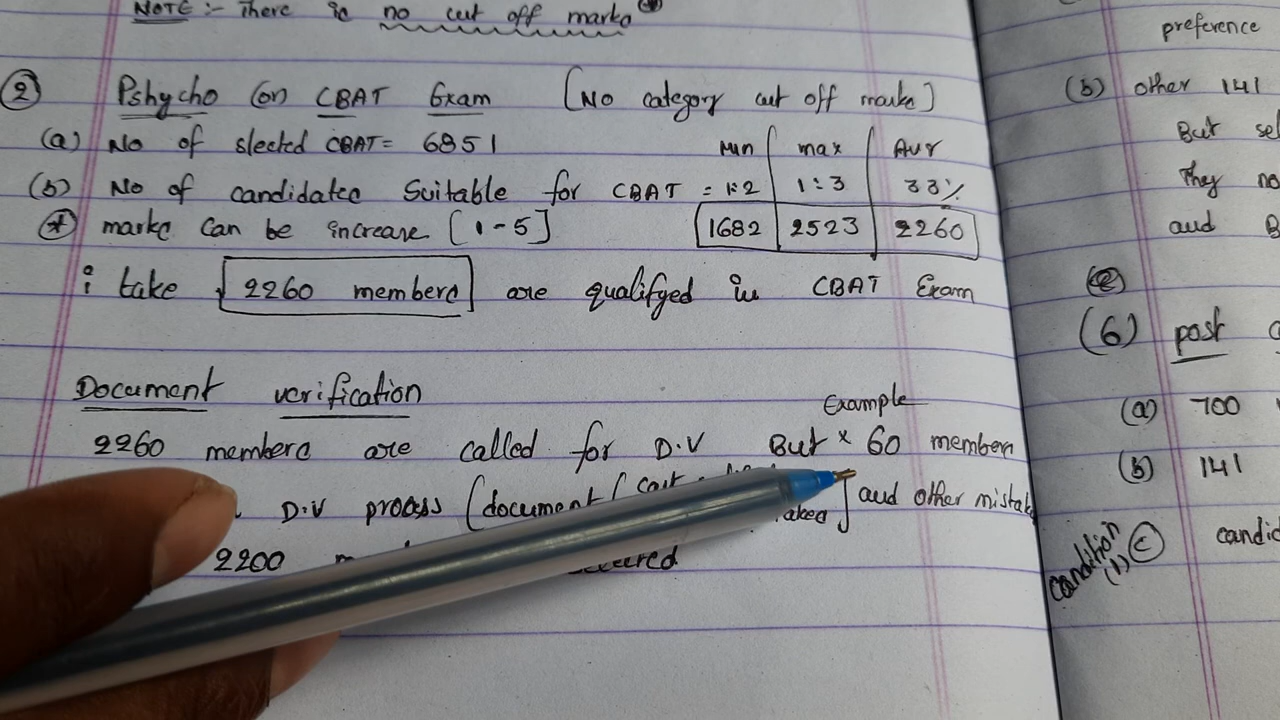 NOTE :- There is no cut off marks
② Pshycho (or) CBAT Exam [No category cut off marks]
(a) No of slected CBAT = 6851
Min max Avr
(b) No of candidates Suitable for CBAT = 1:2 1:3 33%
* marks can be increase [1-5] 1682 2523 2260
i take 2260 members are qualifyed in CBAT Exam
Document verification
Example
2260 members are called for D.V But × 60 members
D.V process (document (cast and other mistak
2200
preference
(b) other 141
But sel
They no
and B
(6) post
(a) 700
(b) 141
condition (1) (c) candic